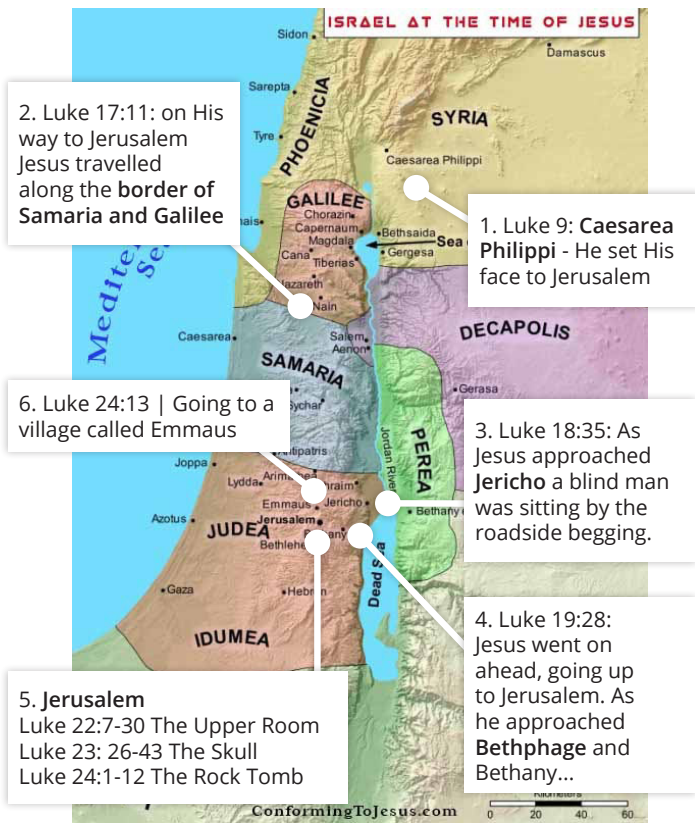 ISRAEL AT THE TIME OF JESUS
Sidon
Damascus
Sarepta
PHOENICIA
SYRIA
Tyre
Caesarea Philippi
2. Luke 17:11: on His
way to Jerusalem
Jesus travelled
along the border of
Samaria and Galilee
1. Luke 9: Caesarea
Philippi - He set His
face to Jerusalem
GALILEE
Chorazin
Capernaum
Bethsaida
Magdala
Sea
Gergesa
Cana
Tiberias
Nain
Caesarea
Salem
Aenon
DECAPOLIS
SAMARIA
Gerasa
6. Luke 24:13 | Going to a
village called Emmaus
3. Luke 18:35: As
Jesus approached
Jericho a blind man
was sitting by the
roadside begging.
PEREA
Jordan River
Joppa
Lydda
Emmaus
Jericho
Bethany
Azotus
Jerusalem
JUDEA
Dead Sea
Gaza
IDUMEA
4. Luke 19:28:
Jesus went on
ahead, going up
to Jerusalem. As
he approached
Bethphage and
Bethany...
5. Jerusalem
Luke 22:7-30 The Upper Room
Luke 23: 26-43 The Skull
Luke 24:1-12 The Rock Tomb
ConformingToJesus.com
0 20 40 60